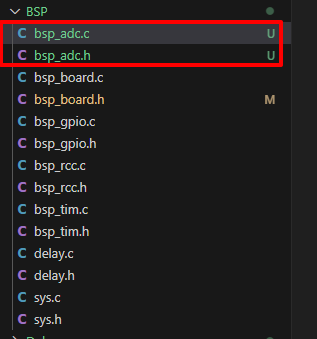 BSP
C bsp_adc.c U
C bsp_adc.h U
C bsp_board.c
C bsp_board.h M
C bsp_gpio.c
C bsp_gpio.h
C bsp_rcc.c
C bsp_rcc.h
C bsp_tim.c
C bsp_tim.h
C delay.c
C delay.h
C sys.c
C sys.h